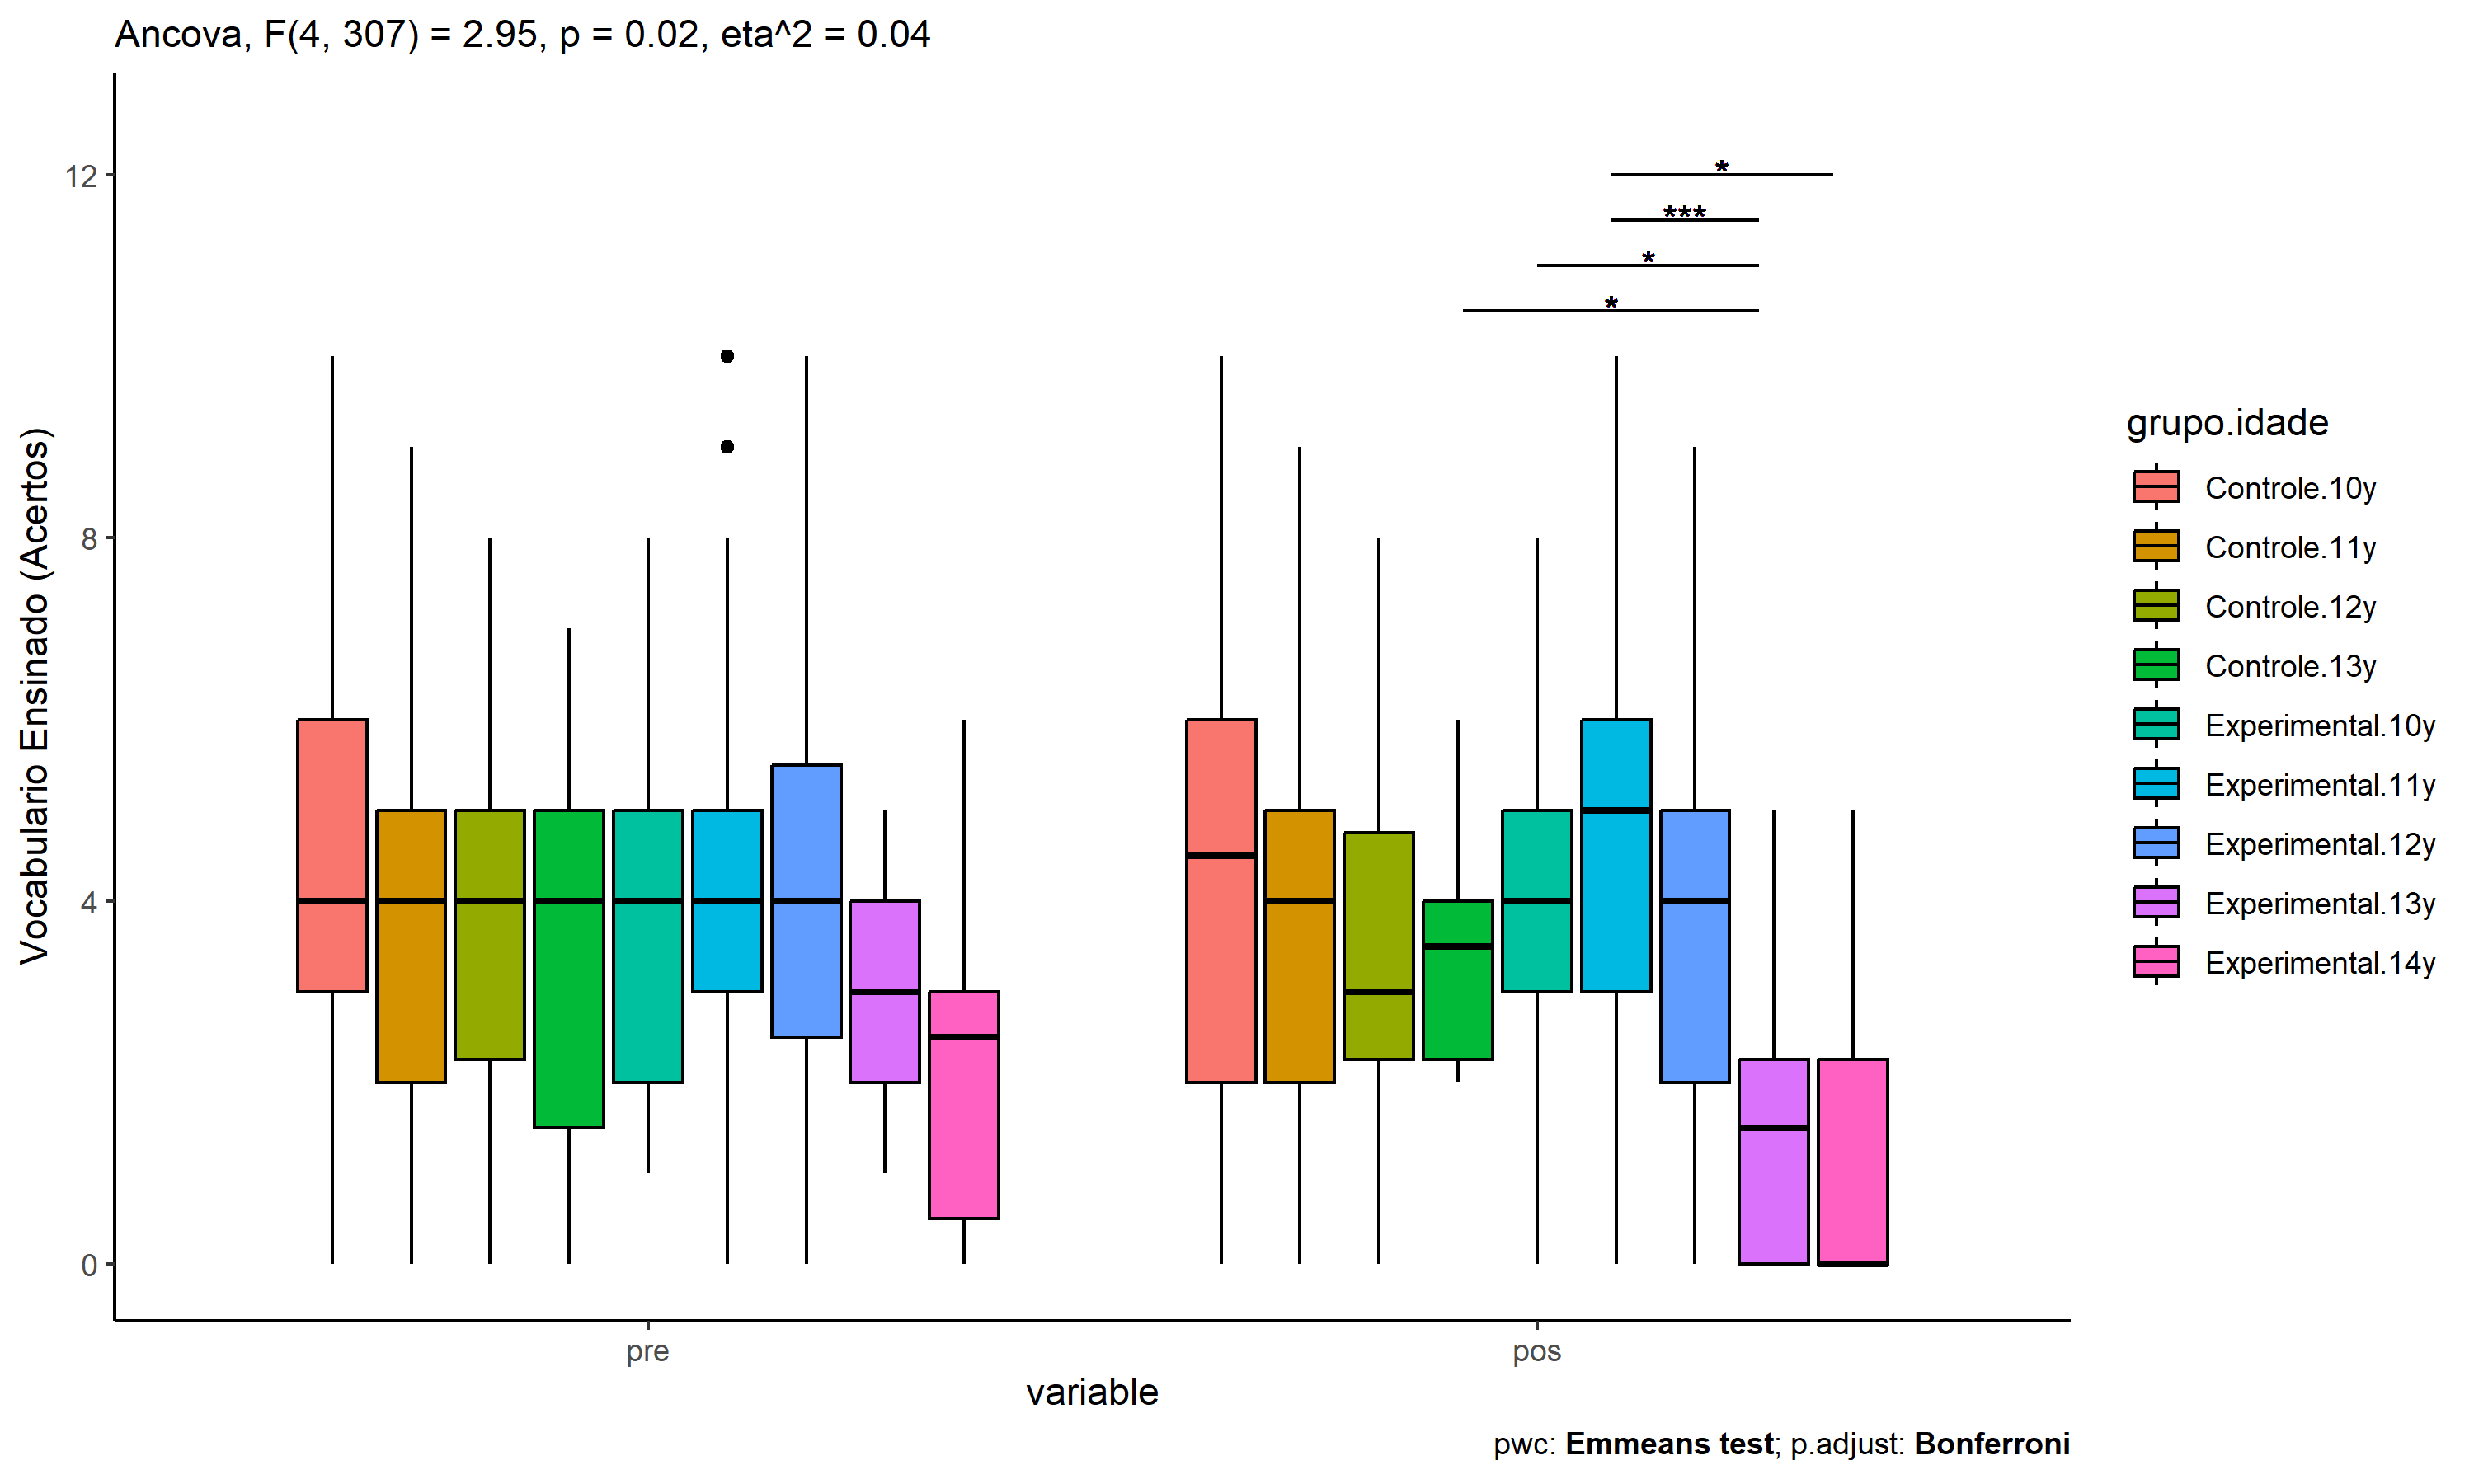 Ancova, F(4, 307) = 2.95, p = 0.02, eta^2 = 0.04
Vocabulario Ensinado (Acertos)
12
8
4
0
*
***
*
*
pre
pos
variable
grupo.idade
Controle.10y
Controle.11y
Controle.12y
Controle.13y
Experimental.10y
Experimental.11y
Experimental.12y
Experimental.13y
Experimental.14y
pwc: Emmeans test; p.adjust: Bonferroni